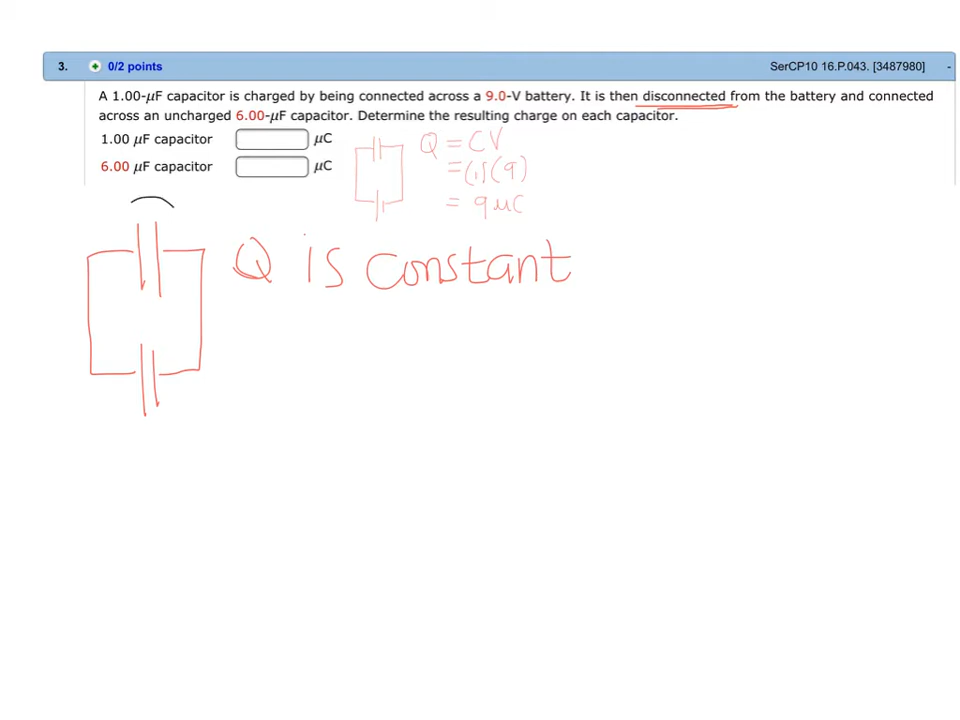 3. 0/2 points SerCP10 16.P.043. [3487980] -
A 1.00-μF capacitor is charged by being connected across a 9.0-V battery. It is then disconnected from the battery and connected
across an uncharged 6.00-μF capacitor. Determine the resulting charge on each capacitor.
1.00 μF capacitor μC
6.00 μF capacitor μC
Q = CV
= (1)(9)
= 9 μC
Q is constant